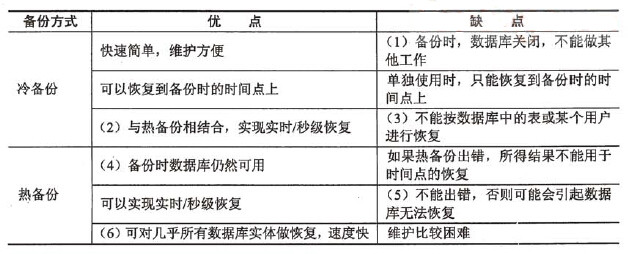 备份方式 优 点 缺 点
快速简单，维护方便 （1）备份时，数据库关闭，不能做其
他工作
冷备份 可以恢复到备份时的时间点上 单独使用时，只能恢复到备份时的时
间点上
（2）与热备份相结合，实现实时/秒级恢复 （3）不能按数据库中的表或某个用户
进行恢复
（4）备份时数据库仍然可用 如果热备份出错，所得结果不能用于
时间点的恢复
热备份 可以实现实时/秒级恢复 （5）不能出错，否则可能会引起数据
库无法恢复
（6）可对几乎所有数据库实体做恢复，速度快 维护比较困难